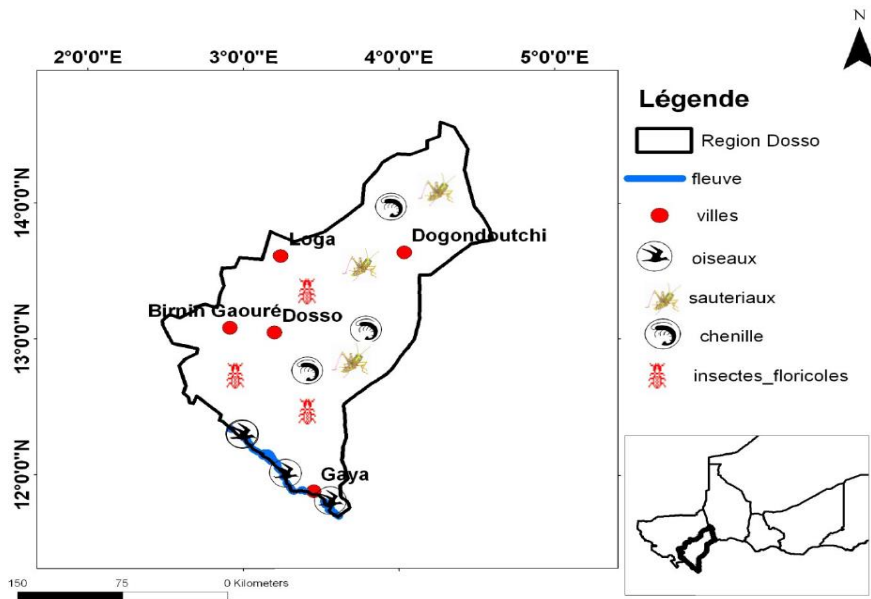 N
2°0'0"E 3°0'0"E 4°0'0"E 5°0'0"E
14°0'0"N
13°0'0"N
12°0'0"N
Loga
Dogondoutchi
Birnin Gaouré
Dosso
Gaya
Légende
Region Dosso
fleuve
villes
oiseaux
sauteriaux
chenille
insectes_floricoles
150 75 0 Kilometers